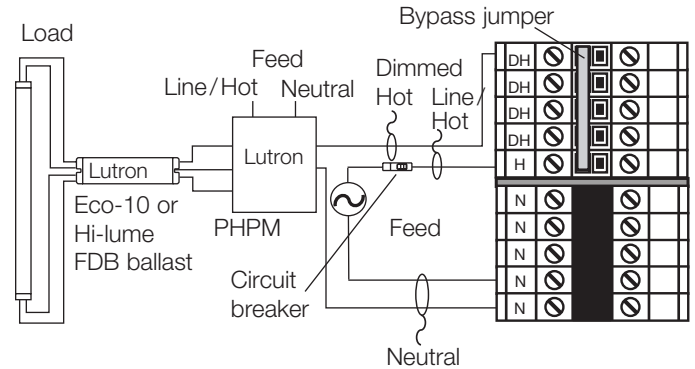 Bypass jumper
Load
Feed
Line/Hot
Neutral
Dimmed
Hot
Line/
Hot
DH
DH
DH
DH
H
N
N
N
N
N
Lutron
Lutron
Eco-10 or
Hi-lume
FDB ballast
PHPM
Feed
Circuit
breaker
Neutral